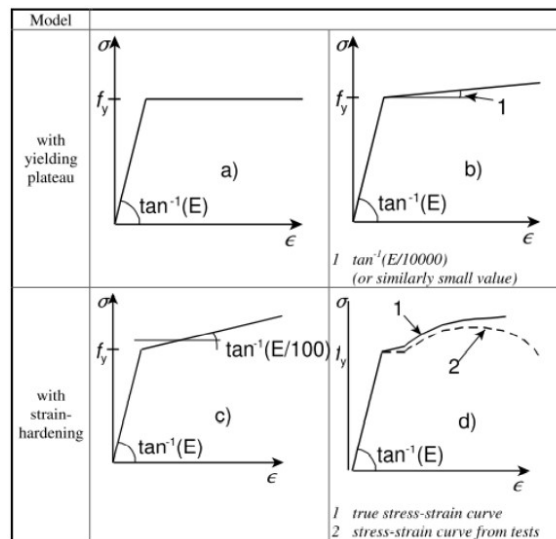 Model
with
yielding
plateau
σ
f_y
a)
tan⁻¹(E)
ϵ
σ
f_y
1
b)
tan⁻¹(E)
ϵ
1 tan⁻¹(E/10000)
(or similarly small value)
with
strain-
hardening
σ
f_y
tan⁻¹(E/100)
c)
tan⁻¹(E)
ϵ
σ
1
f_y
2
d)
tan⁻¹(E)
ϵ
1 true stress-strain curve
2 stress-strain curve from tests